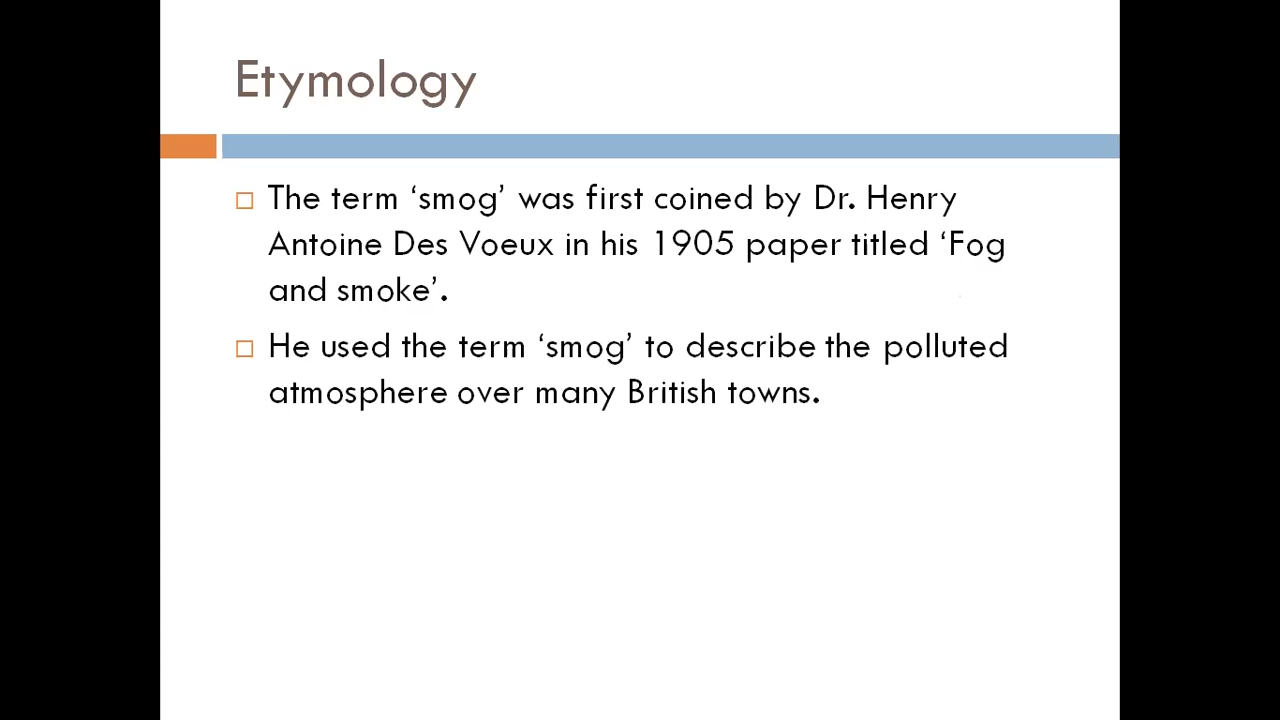 Etymology
The term ‘smog’ was first coined by Dr. Henry
Antoine Des Voeux in his 1905 paper titled ‘Fog
and smoke’.
He used the term ‘smog’ to describe the polluted
atmosphere over many British towns.